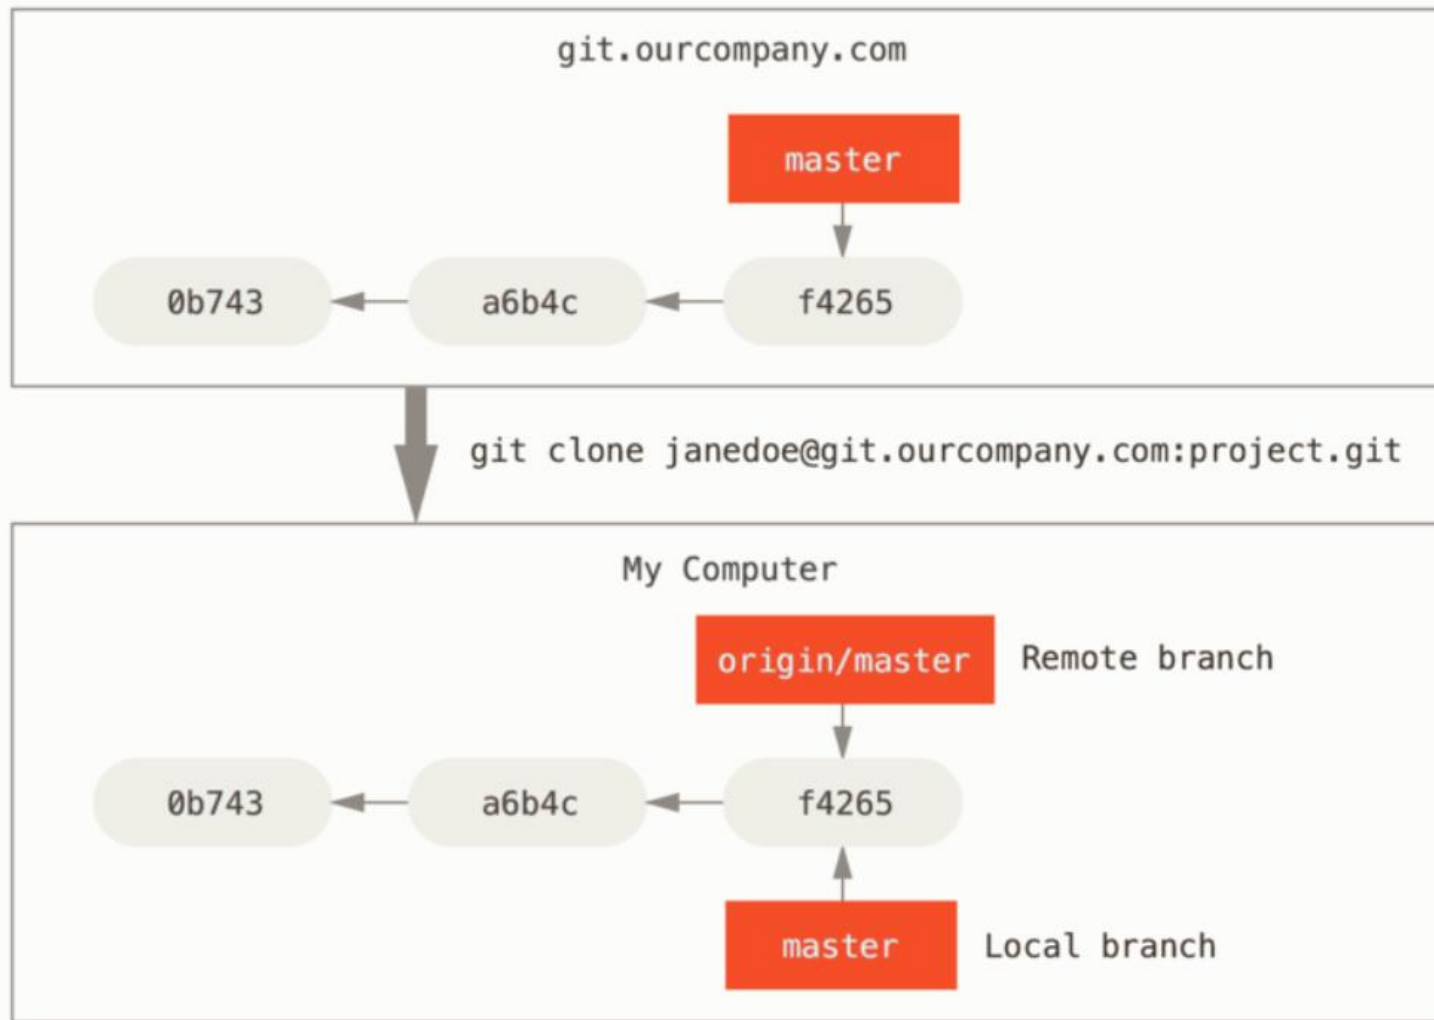 git.ourcompany.com
master
0b743 a6b4c f4265
git clone janedoe@git.ourcompany.com:project.git
My Computer
origin/master Remote branch
0b743 a6b4c f4265
master Local branch